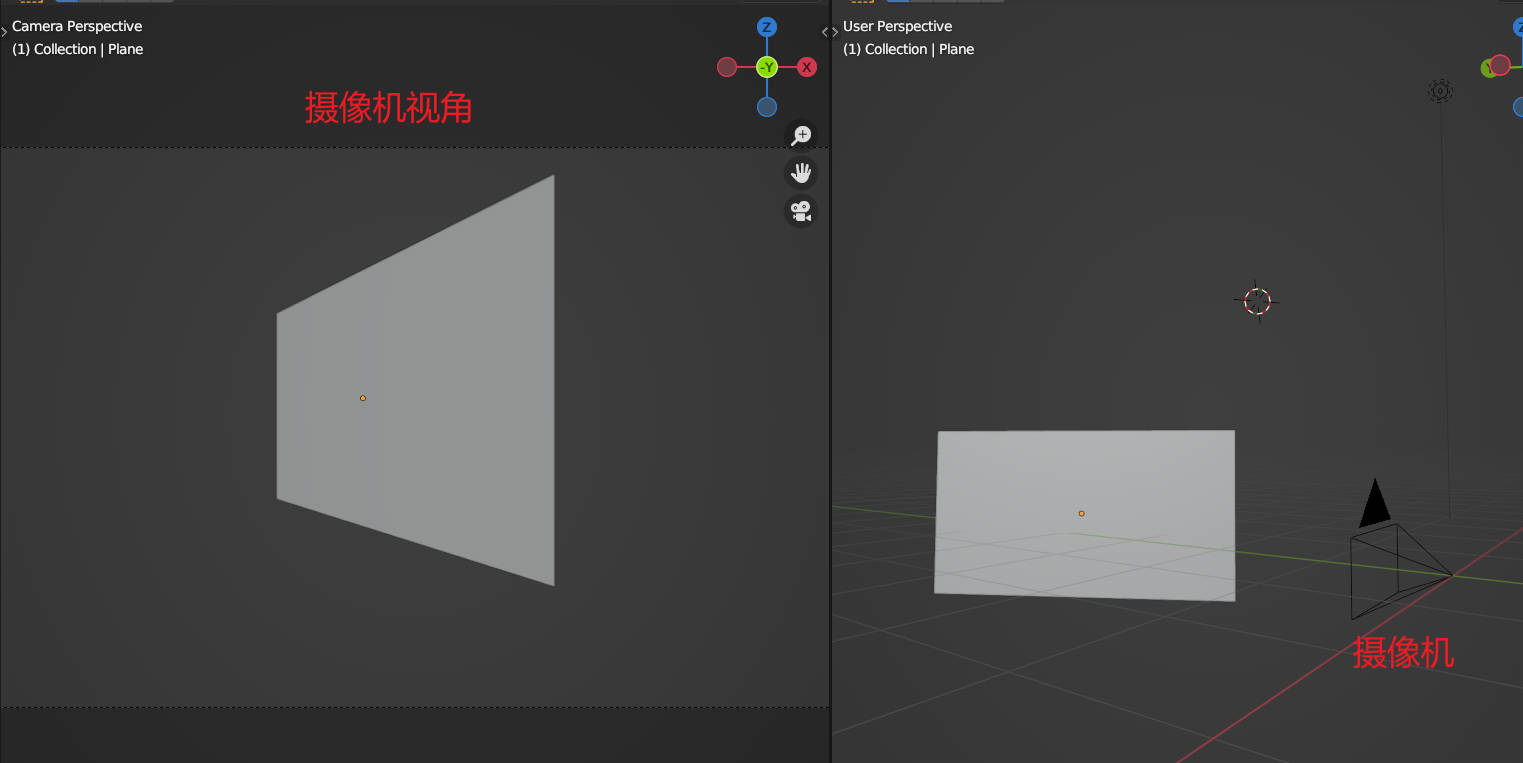 Camera Perspective
(1) Collection | Plane
Z
-Y
X
摄像机视角
User Perspective
(1) Collection | Plane
Z
Y
摄像机